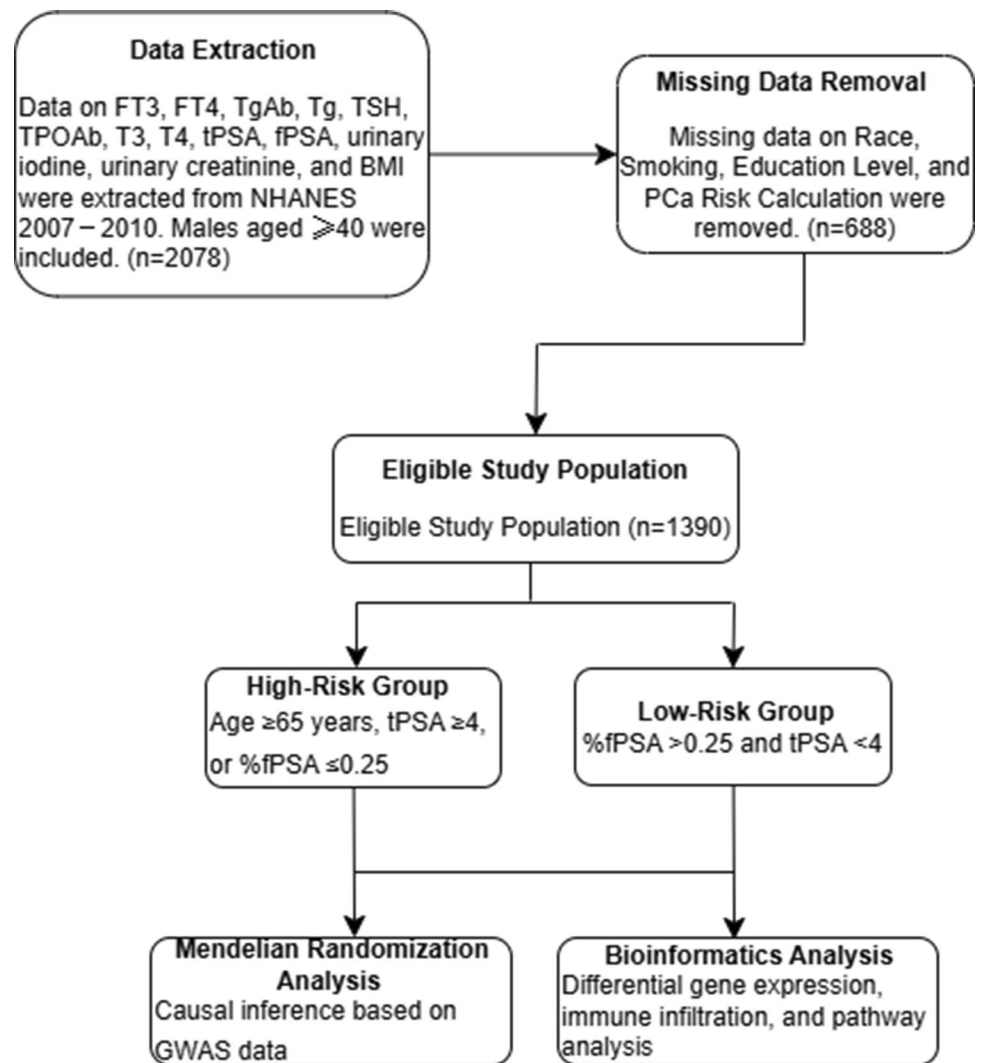 Data Extraction
Data on FT3, FT4, TgAb, Tg, TSH,
TPOAb, T3, T4, tPSA, fPSA, urinary
iodine, urinary creatinine, and BMI
were extracted from NHANES
2007 – 2010. Males aged ⩾40 were
included. (n=2078)
Missing Data Removal
Missing data on Race,
Smoking, Education Level, and
PCa Risk Calculation were
removed. (n=688)
Eligible Study Population
Eligible Study Population (n=1390)
High-Risk Group
Age ≥65 years, tPSA ≥4,
or %fPSA ≤0.25
Low-Risk Group
%fPSA >0.25 and tPSA <4
Mendelian Randomization
Analysis
Causal inference based on
GWAS data
Bioinformatics Analysis
Differential gene expression,
immune infiltration, and pathway
analysis